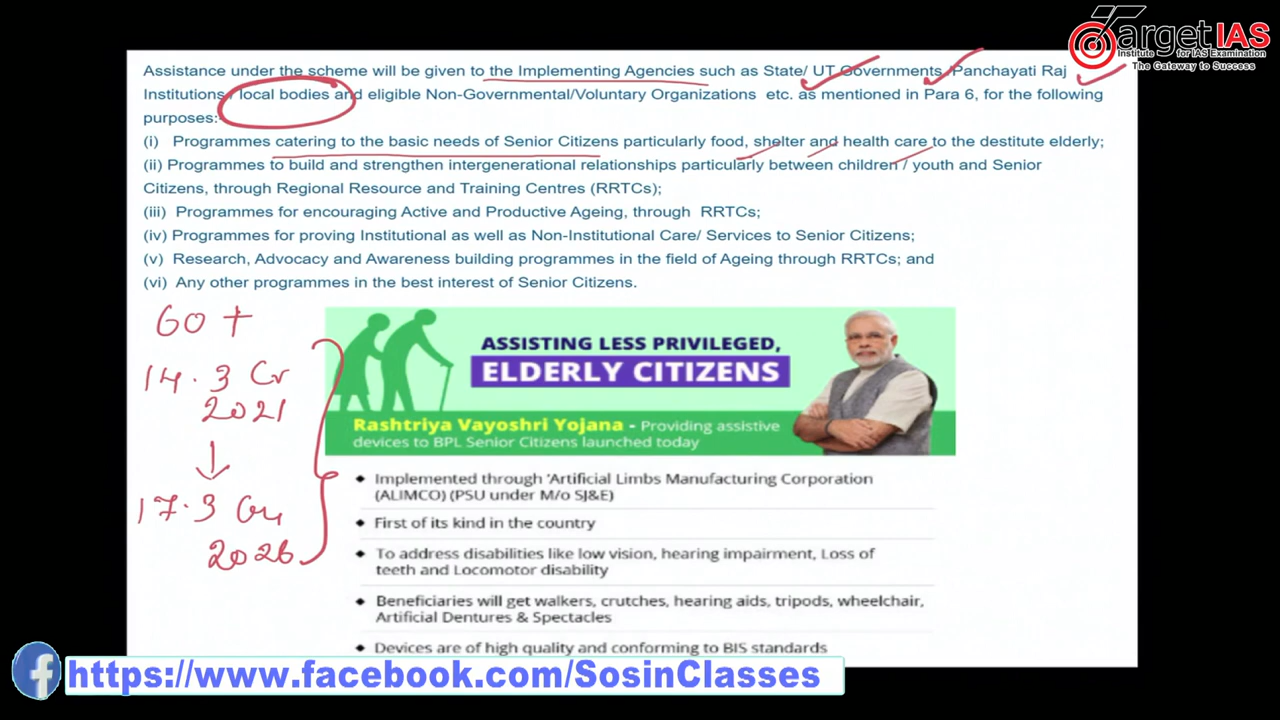 Target IAS
Institute for IAS Examination
The Gateway to Success
Assistance under the scheme will be given to the Implementing Agencies such as State/ UT Governments /Panchayati Raj
Institutions / local bodies and eligible Non-Governmental/Voluntary Organizations etc. as mentioned in Para 6, for the following
purposes:-
(i) Programmes catering to the basic needs of Senior Citizens particularly food, shelter and health care to the destitute elderly;
(ii) Programmes to build and strengthen intergenerational relationships particularly between children / youth and Senior
Citizens, through Regional Resource and Training Centres (RRTCs);
(iii) Programmes for encouraging Active and Productive Ageing, through RRTCs;
(iv) Programmes for proving Institutional as well as Non-Institutional Care/ Services to Senior Citizens;
(v) Research, Advocacy and Awareness building programmes in the field of Ageing through RRTCs; and
(vi) Any other programmes in the best interest of Senior Citizens.
60 +
14.3 Cr
2021
17.3 Cr
2026
ASSISTING LESS PRIVILEGED,
ELDERLY CITIZENS
Rashtriya Vayoshri Yojana - Providing assistive
devices to BPL Senior Citizens launched today
Implemented through 'Artificial Limbs Manufacturing Corporation
(ALIMCO) (PSU under M/o SJ&E)
First of its kind in the country
To address disabilities like low vision, hearing impairment, Loss of
teeth and Locomotor disability
Beneficiaries will get walkers, crutches, hearing aids, tripods, wheelchair,
Artificial Dentures & Spectacles
Devices are of high quality and conforming to BIS standards
https://www.facebook.com/SosinClasses